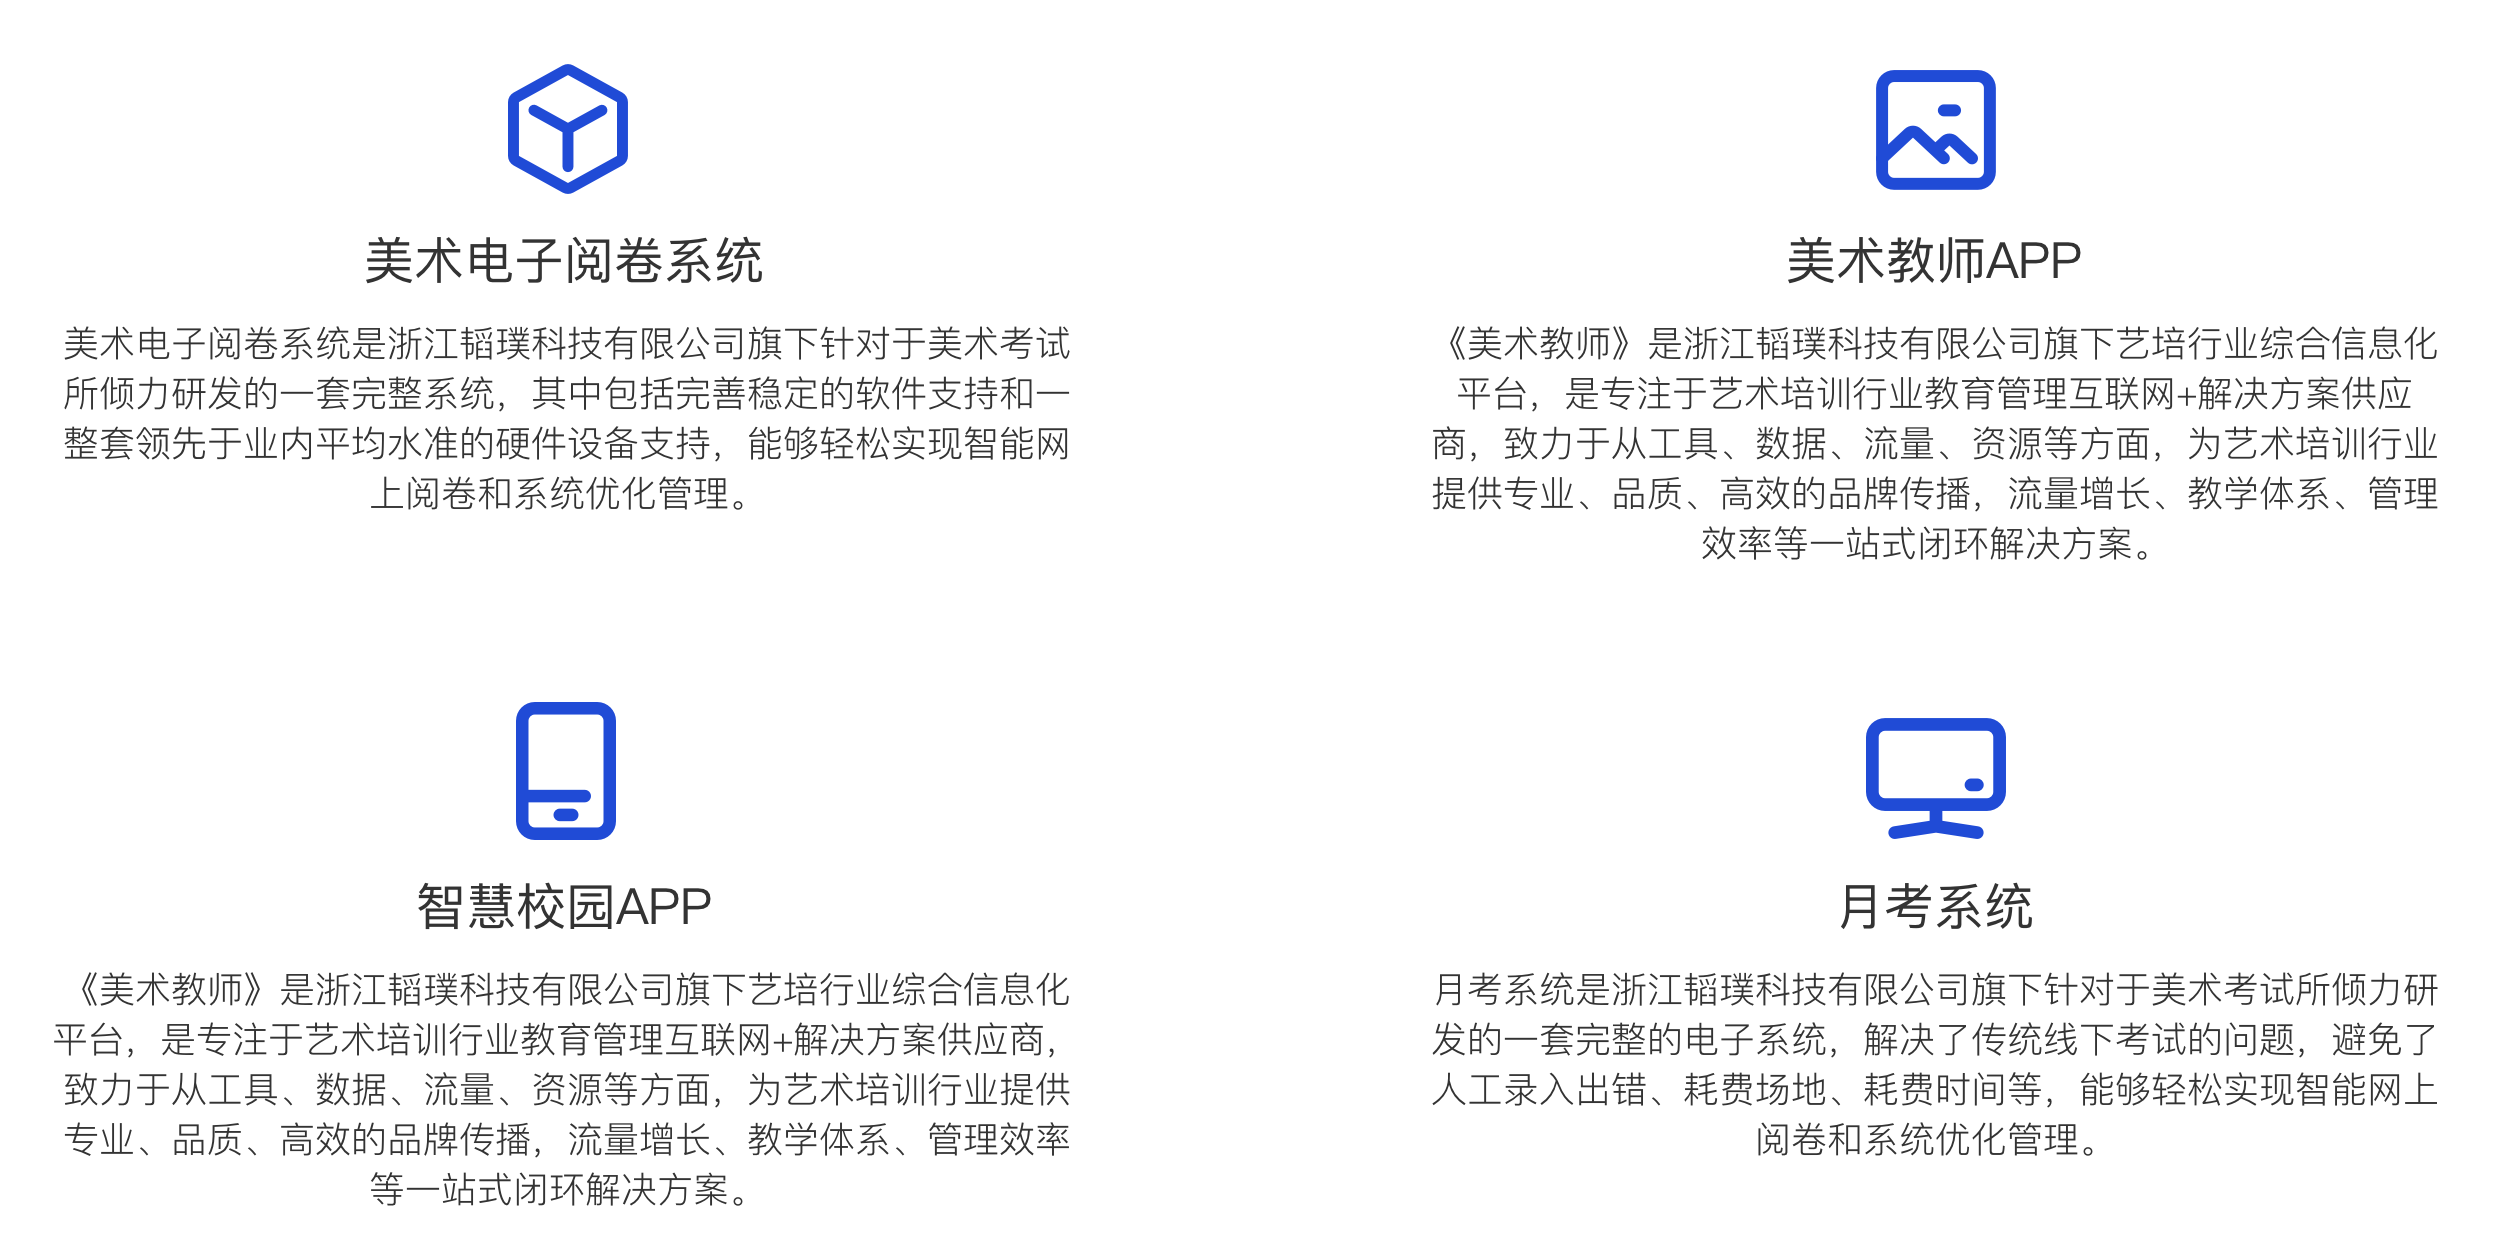 美术电子阅卷系统
美术电子阅卷系统是浙江精雕科技有限公司旗下针对于美术考试
所倾力研发的一套完整系统，其中包括完善稳定的软件支持和一
整套领先于业内平均水准的硬件设备支持，能够轻松实现智能网
上阅卷和系统优化管理。
美术教师APP
《美术教师》是浙江精雕科技有限公司旗下艺培行业综合信息化
平台，是专注于艺术培训行业教育管理互联网+解决方案供应
商，致力于从工具、数据、流量、资源等方面，为艺术培训行业
提供专业、品质、高效的品牌传播，流量增长、教学体系、管理
效率等一站式闭环解决方案。
智慧校园APP
《美术教师》是浙江精雕科技有限公司旗下艺培行业综合信息化
平台，是专注于艺术培训行业教育管理互联网+解决方案供应商，
致力于从工具、数据、流量、资源等方面，为艺术培训行业提供
专业、品质、高效的品牌传播，流量增长、教学体系、管理效率
等一站式闭环解决方案。
月考系统
月考系统是浙江精雕科技有限公司旗下针对于美术考试所倾力研
发的一套完整的电子系统，解决了传统线下考试的问题，避免了
人工来分出错、耗费场地、耗费时间等，能够轻松实现智能网上
阅卷和系统优化管理。